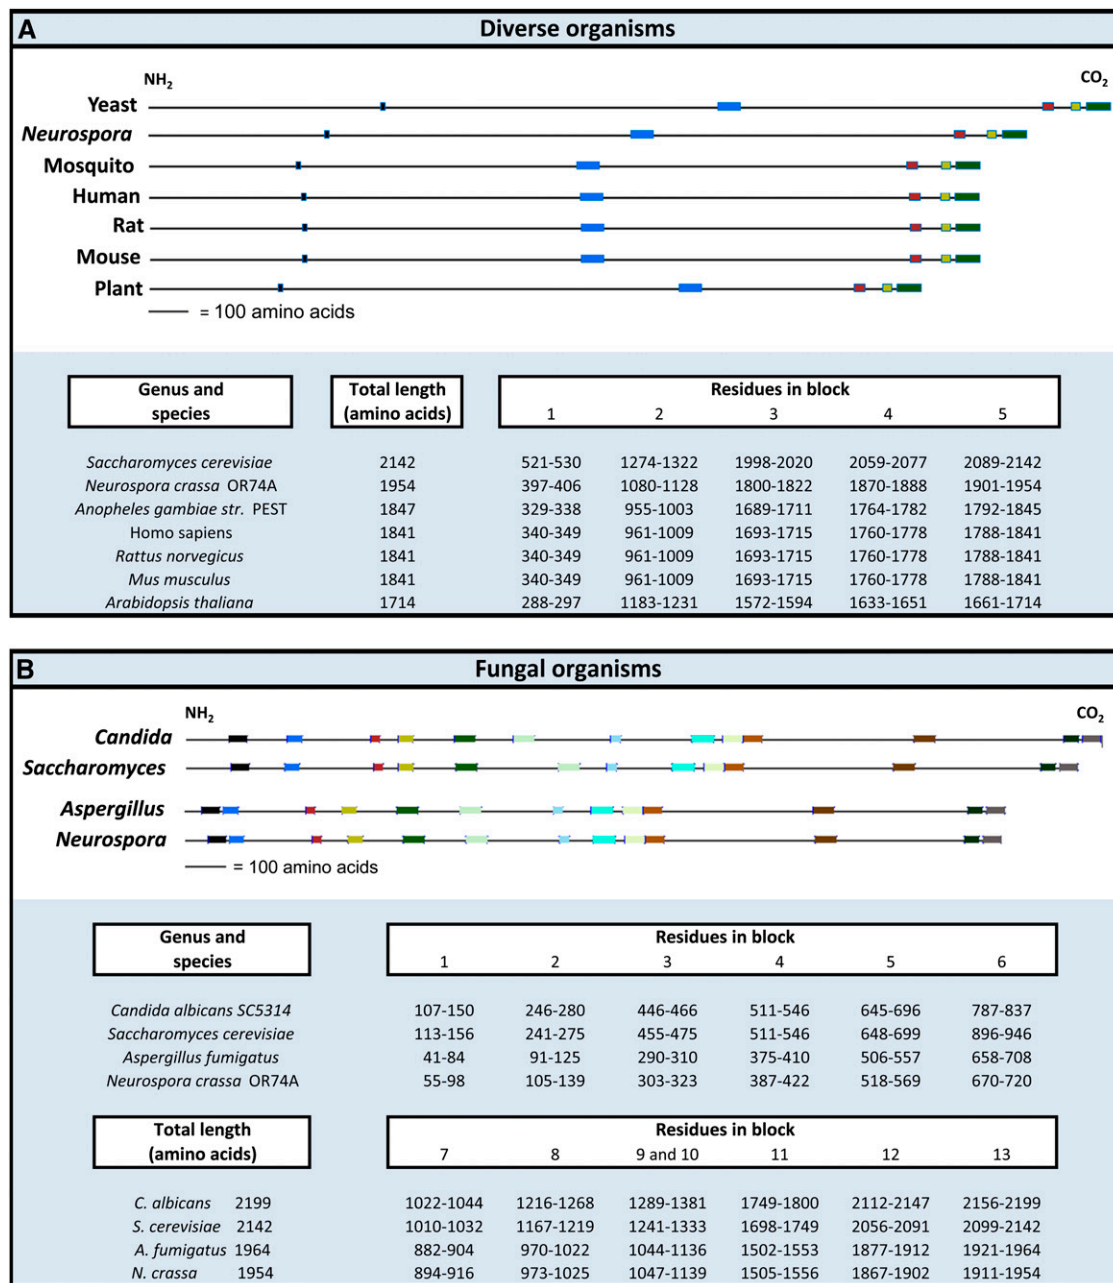 A Diverse organisms
NH2 CO2
Yeast
Neurospora
Mosquito
Human
Rat
Mouse
Plant
= 100 amino acids
Genus and species Total length (amino acids) Residues in block
1 2 3 4 5
Saccharomyces cerevisiae 2142 521-530 1274-1322 1998-2020 2059-2077 2089-2142
Neurospora crassa OR74A 1954 397-406 1080-1128 1800-1822 1870-1888 1901-1954
Anopheles gambiae str. PEST 1847 329-338 955-1003 1689-1711 1764-1782 1792-1845
Homo sapiens 1841 340-349 961-1009 1693-1715 1760-1778 1788-1841
Rattus norvegicus 1841 340-349 961-1009 1693-1715 1760-1778 1788-1841
Mus musculus 1841 340-349 961-1009 1693-1715 1760-1778 1788-1841
Arabidopsis thaliana 1714 288-297 1183-1231 1572-1594 1633-1651 1661-1714
B Fungal organisms
NH2 CO2
Candida
Saccharomyces
Aspergillus
Neurospora
= 100 amino acids
Genus and species Residues in block
1 2 3 4 5 6
Candida albicans SC5314 107-150 246-280 446-466 511-546 645-696 787-837
Saccharomyces cerevisiae 113-156 241-275 455-475 511-546 648-699 896-946
Aspergillus fumigatus 41-84 91-125 290-310 375-410 506-557 658-708
Neurospora crassa OR74A 55-98 105-139 303-323 387-422 518-569 670-720
Total length (amino acids) Residues in block
7 8 9 and 10 11 12 13
C. albicans 2199 1022-1044 1216-1268 1289-1381 1749-1800 2112-2147 2156-2199
S. cerevisiae 2142 1010-1032 1167-1219 1241-1333 1698-1749 2056-2091 2099-2142
A. fumigatus 1964 882-904 970-1022 1044-1136 1502-1553 1877-1912 1921-1964
N. crassa 1954 894-916 973-1025 1047-1139 1505-1556 1867-1902 1911-1954